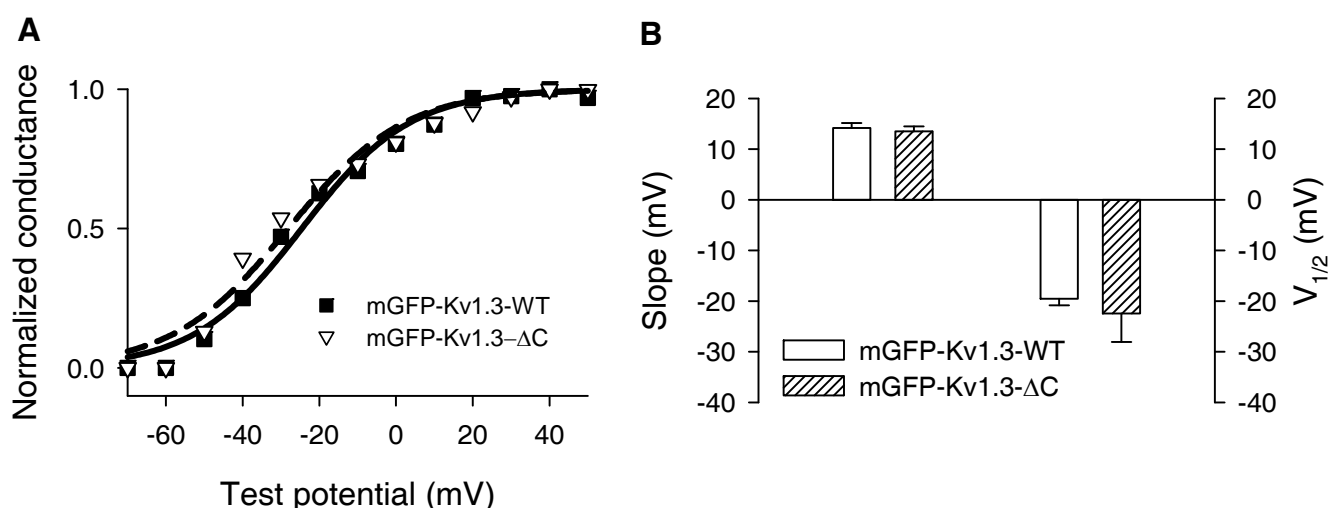 A
B
Normalized conductance
1.0
0.5
0.0
mGFP-Kv1.3-WT
mGFP-Kv1.3–ΔC
-60 -40 -20 0 20 40
Test potential (mV)
Slope (mV)
20
10
0
-10
-20
-30
-40
mGFP-Kv1.3-WT
mGFP-Kv1.3-ΔC
20
10
0
-10
-20
-30
-40
V1/2 (mV)